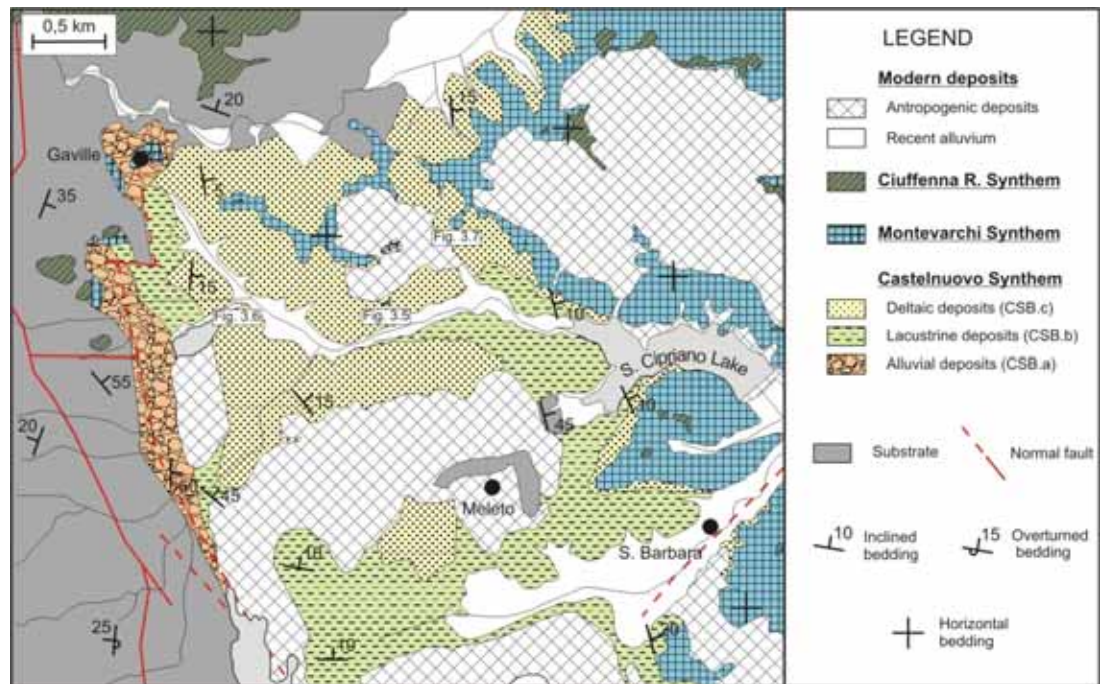 0,5 km
20
15
Gaville
35
5
Fig. 3.7
15
10
Fig. 3.6
Fig. 3.5
S. Cipriano Lake
55
15
10
45
20
Meleto
45
S. Barbara
18
25
10
20
LEGEND
Modern deposits
Antropogenic deposits
Recent alluvium
Ciuffenna R. Synthem
Montevarchi Synthem
Castelnuovo Synthem
Deltaic deposits (CSB.c)
Lacustrine deposits (CSB.b)
Alluvial deposits (CSB.a)
Substrate
Normal fault
10
Inclined
bedding
15
Overturned
bedding
Horizontal
bedding